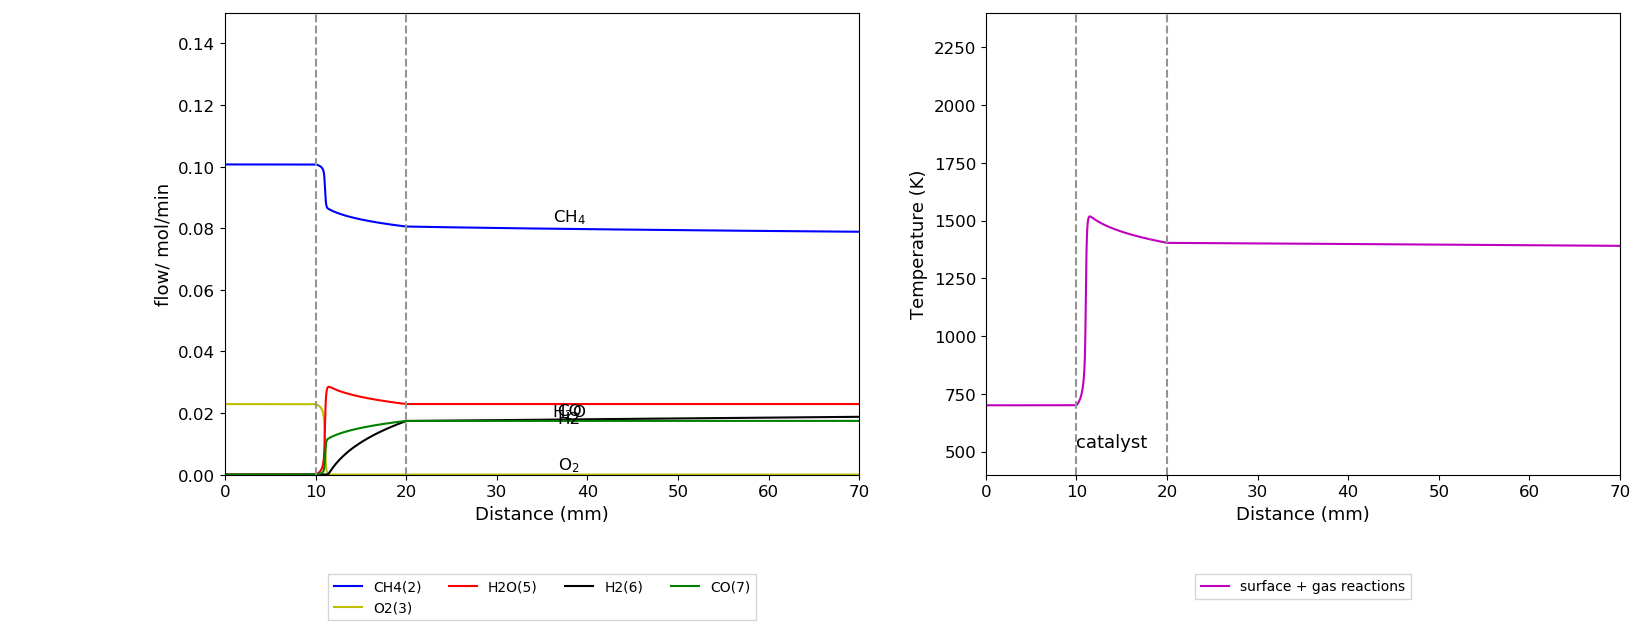 0.14
0.12
0.10
0.08
0.06
0.04
0.02
0.00
flow/ mol/min
CH₄
H₂O
CO
H2
O₂
0 10 20 30 40 50 60 70
Distance (mm)
CH4(2) H2O(5) H2(6) CO(7)
O2(3)
2250
2000
1750
1500
1250
1000
750
500
Temperature (K)
catalyst
0 10 20 30 40 50 60 70
Distance (mm)
surface + gas reactions